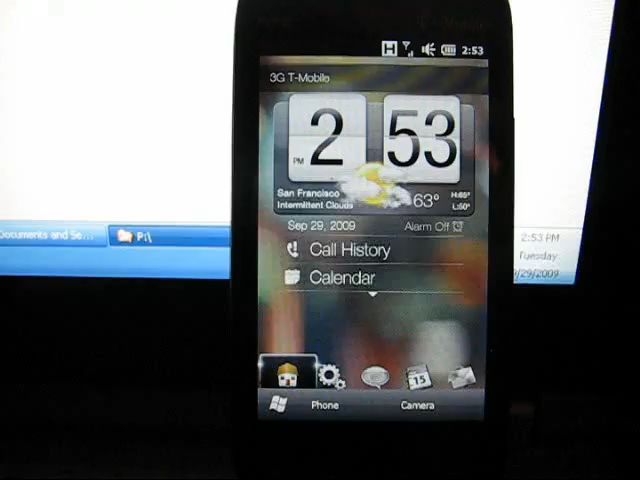 H 2:53
3G T-Mobile
2 53
PM
San Francisco
Intermittent Clouds
63°
H:65°
L:50°
Sep 29, 2009 Alarm Off
Call History
Calendar
15
Phone Camera
Documents and Se... P:\
2:53 PM
Tuesday
9/29/2009